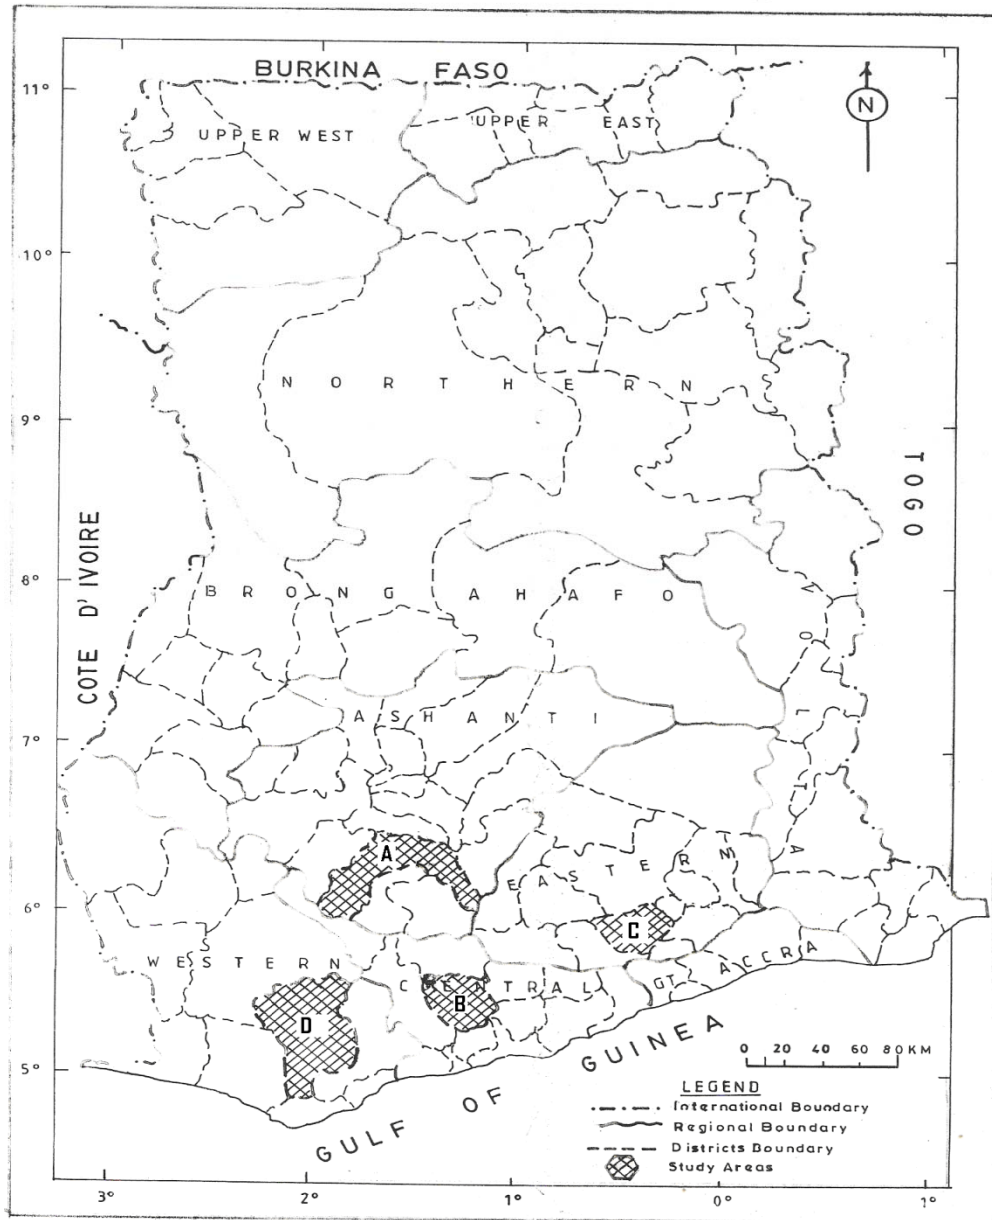 BURKINA FASO
11°
N
UPPER WEST
UPPER EAST
10°
NORTHERN
9°
TOGO
COTE D' IVOIRE
8°
BRONG AHAFO
VOLTA
ASHANTI
7°
A
EASTERN
6°
C
WESTERN
CENTRAL
GT. ACCRA
B
D
GULF OF GUINEA
5°
0 20 40 60 80 KM
LEGEND
International Boundary
Regional Boundary
Districts Boundary
Study Areas
3° 2° 1° 0° 1°